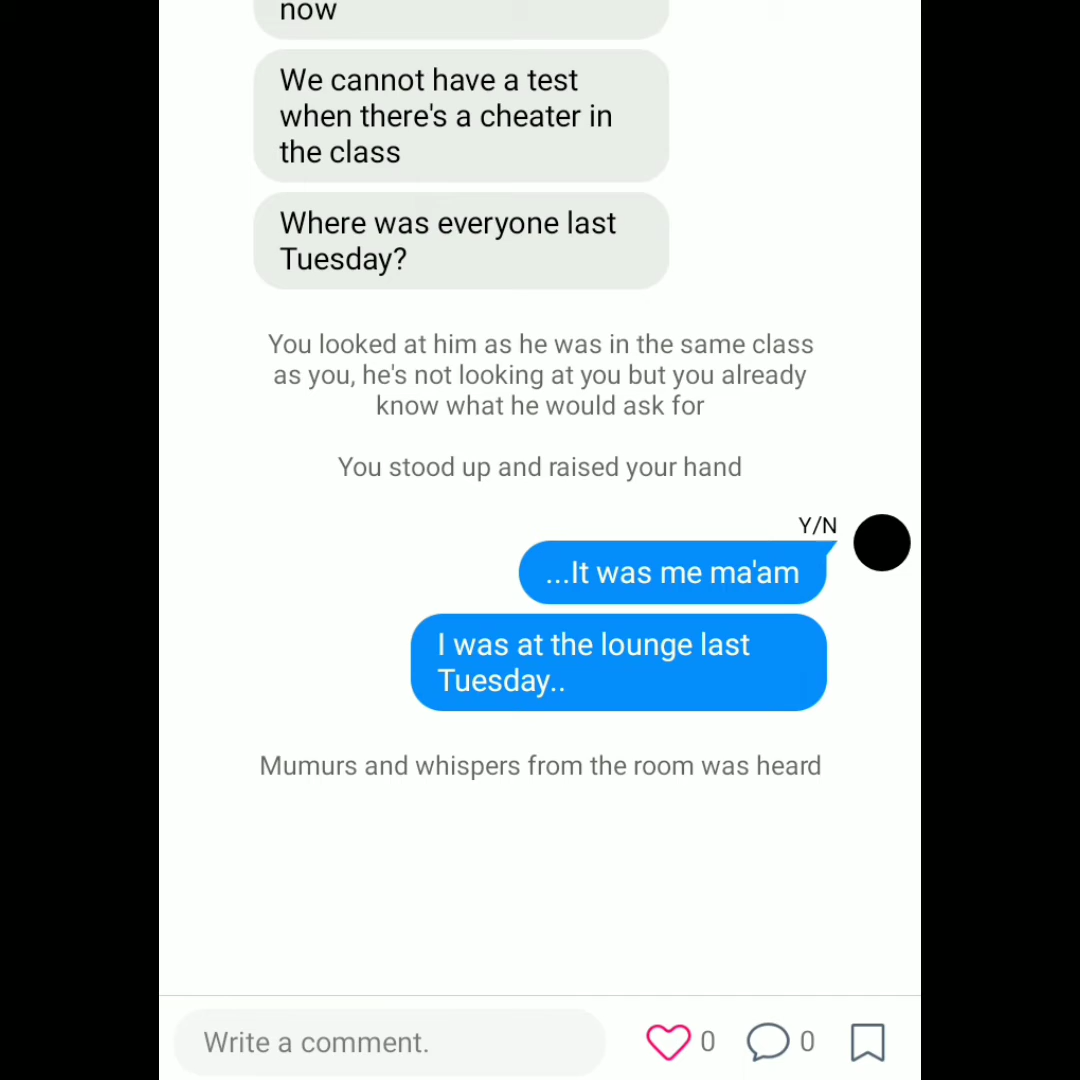 now
We cannot have a test
when there's a cheater in
the class
Where was everyone last
Tuesday?
You looked at him as he was in the same class
as you, he's not looking at you but you already
know what he would ask for
You stood up and raised your hand
Y/N
...It was me ma'am
I was at the lounge last
Tuesday..
Mumurs and whispers from the room was heard
Write a comment.
0
0